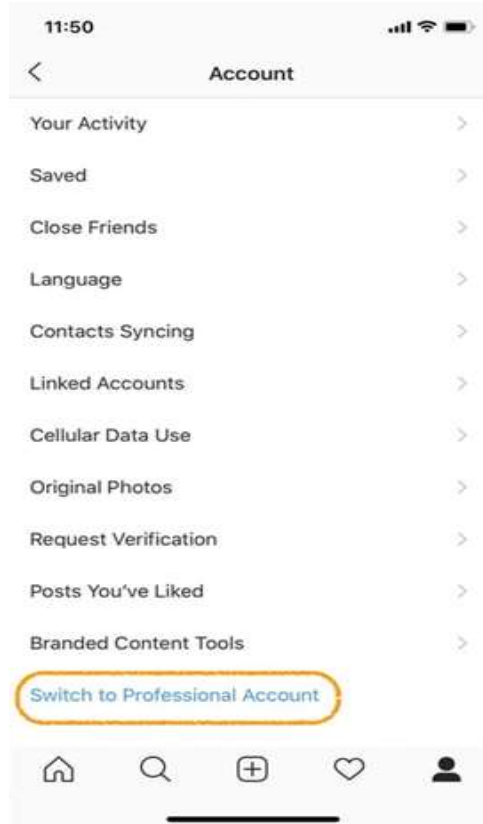 11:50
Account
Your Activity
Saved
Close Friends
Language
Contacts Syncing
Linked Accounts
Cellular Data Use
Original Photos
Request Verification
Posts You've Liked
Branded Content Tools
Switch to Professional Account